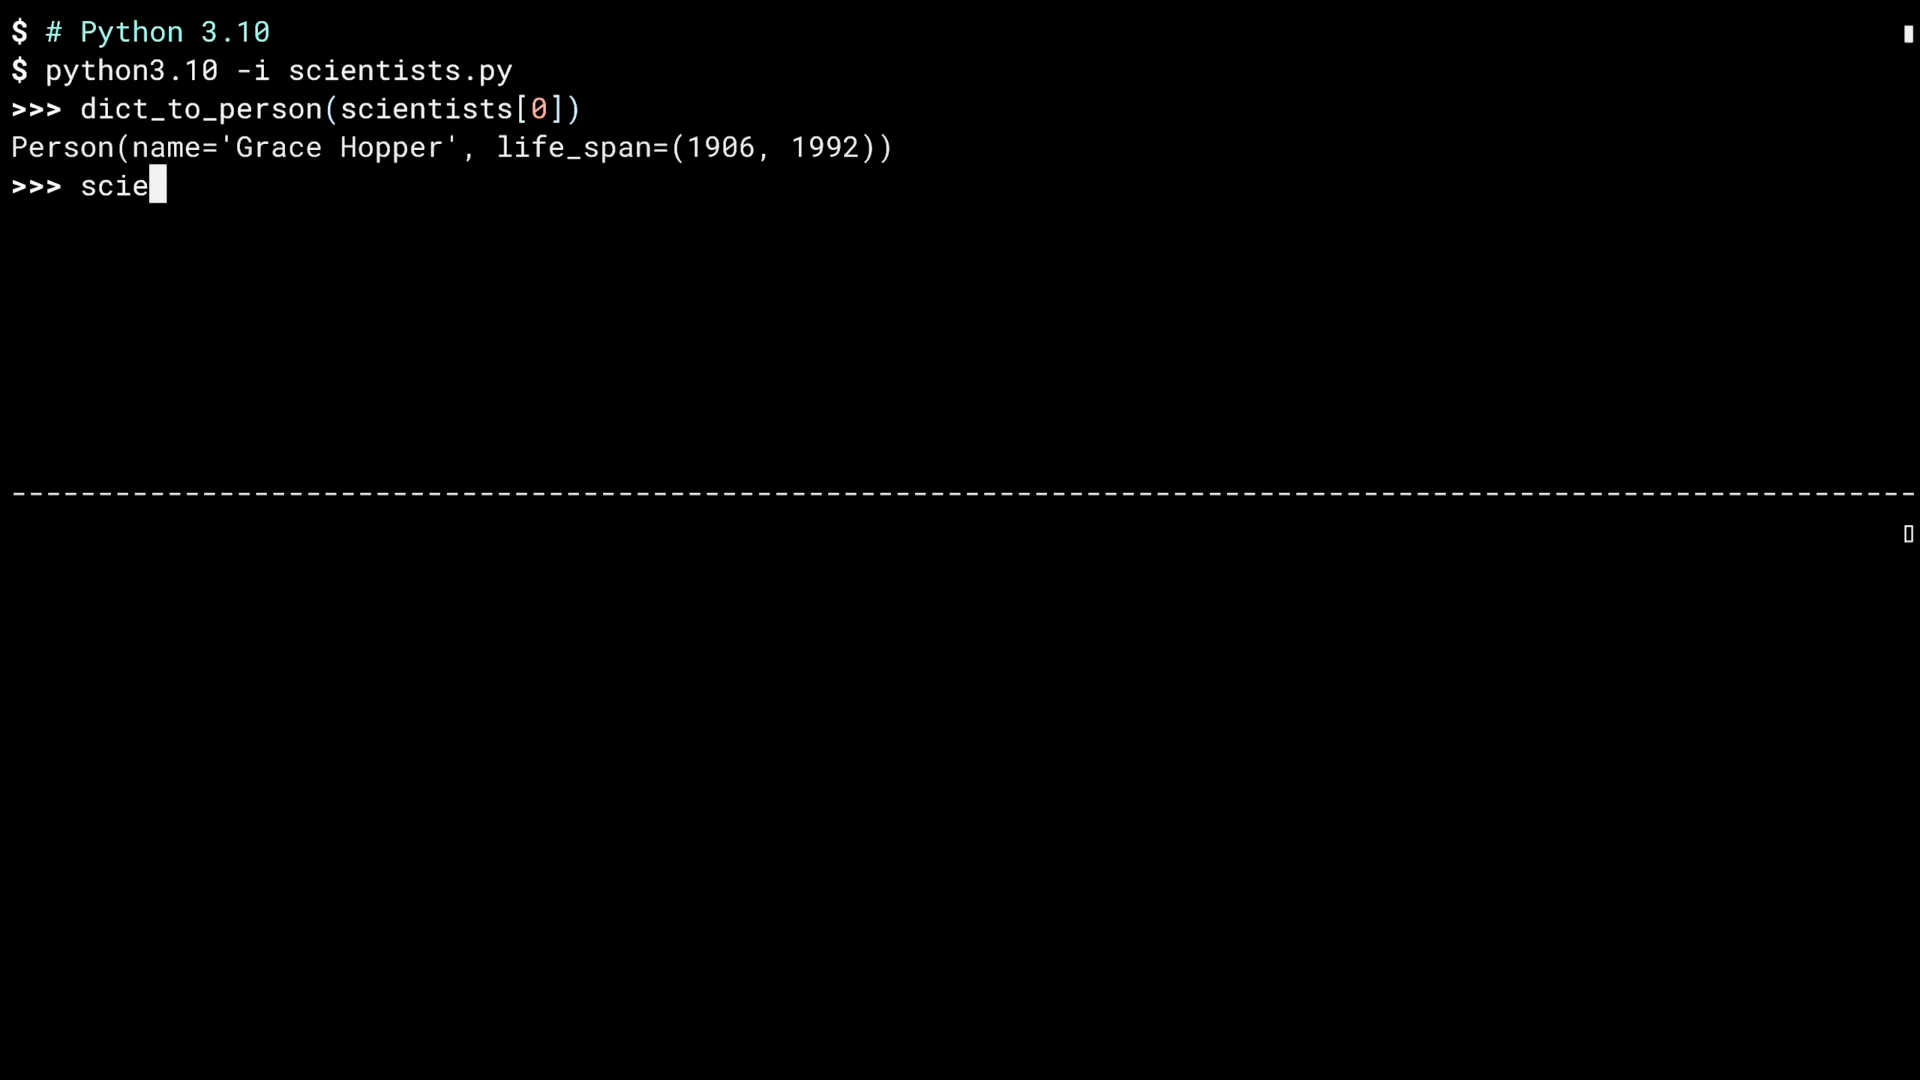 $ # Python 3.10
$ python3.10 -i scientists.py
>>> dict_to_person(scientists[0])
Person(name='Grace Hopper', life_span=(1906, 1992))
>>> scie